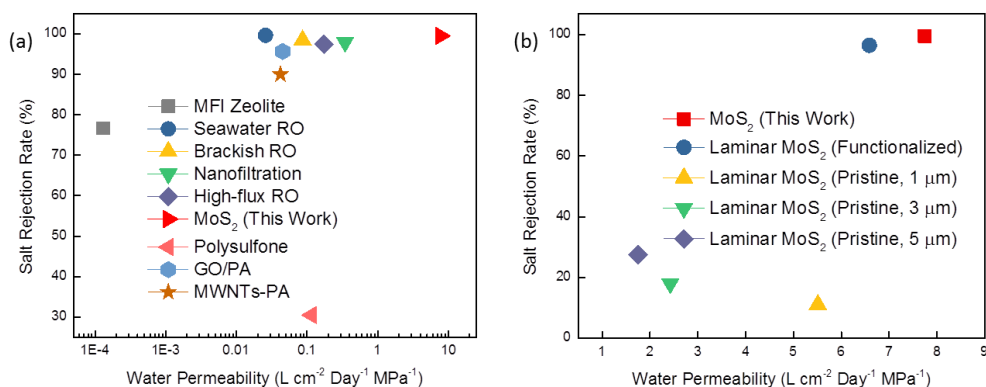 (a)
Salt Rejection Rate (%)
100
90
80
70
60
50
40
30
MFI Zeolite
Seawater RO
Brackish RO
Nanofiltration
High-flux RO
MoS₂ (This Work)
Polysulfone
GO/PA
MWNTs-PA
1E-4 1E-3 0.01 0.1 1 10
Water Permeability (L cm⁻² Day⁻¹ MPa⁻¹)
(b)
Salt Rejection Rate (%)
100
80
60
40
20
0
MoS₂ (This Work)
Laminar MoS₂ (Functionalized)
Laminar MoS₂ (Pristine, 1 μm)
Laminar MoS₂ (Pristine, 3 μm)
Laminar MoS₂ (Pristine, 5 μm)
1 2 3 4 5 6 7 8 9
Water Permeability (L cm⁻² Day⁻¹ MPa⁻¹)